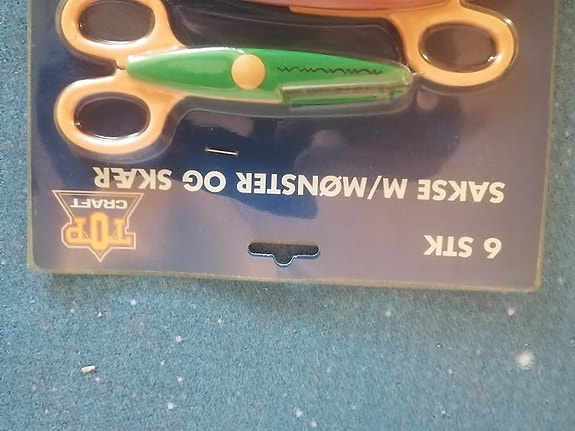 6 STK
SAKSE M/MØNSTER OG SKÆR
TOP
CRAFT